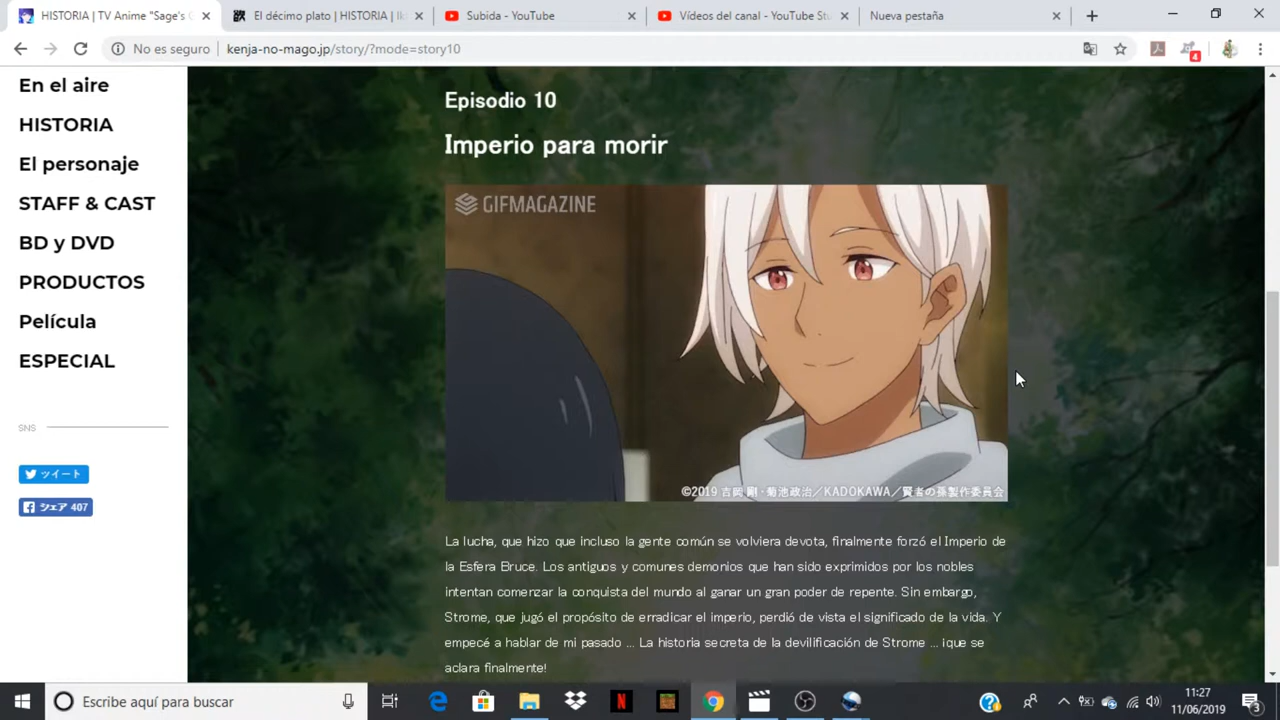 HISTORIA | TV Anime "Sage's G
El décimo plato | HISTORIA | Ik
Subida - YouTube
Vídeos del canal - YouTube Stu
Nueva pestaña
No es seguro
kenja-no-mago.jp/story/?mode=story10
4
En el aire
HISTORIA
El personaje
STAFF & CAST
BD y DVD
PRODUCTOS
Película
ESPECIAL
SNS
ツイート
シェア 407
Episodio 10
Imperio para morir
GIFMAGAZINE
©2019 吉岡 剛・菊池政治／KADOKAWA／賢者の孫製作委員会
La lucha, que hizo que incluso la gente común se volviera devota, finalmente forzó el Imperio de
la Esfera Bruce. Los antiguos y comunes demonios que han sido exprimidos por los nobles
intentan comenzar la conquista del mundo al ganar un gran poder de repente. Sin embargo,
Strome, que jugó el propósito de erradicar el imperio, perdió de vista el significado de la vida. Y
empecé a hablar de mi pasado ... La historia secreta de la devilificación de Strome ... ¡que se
aclara finalmente!
Escribe aquí para buscar
11:27
11/06/2019
3